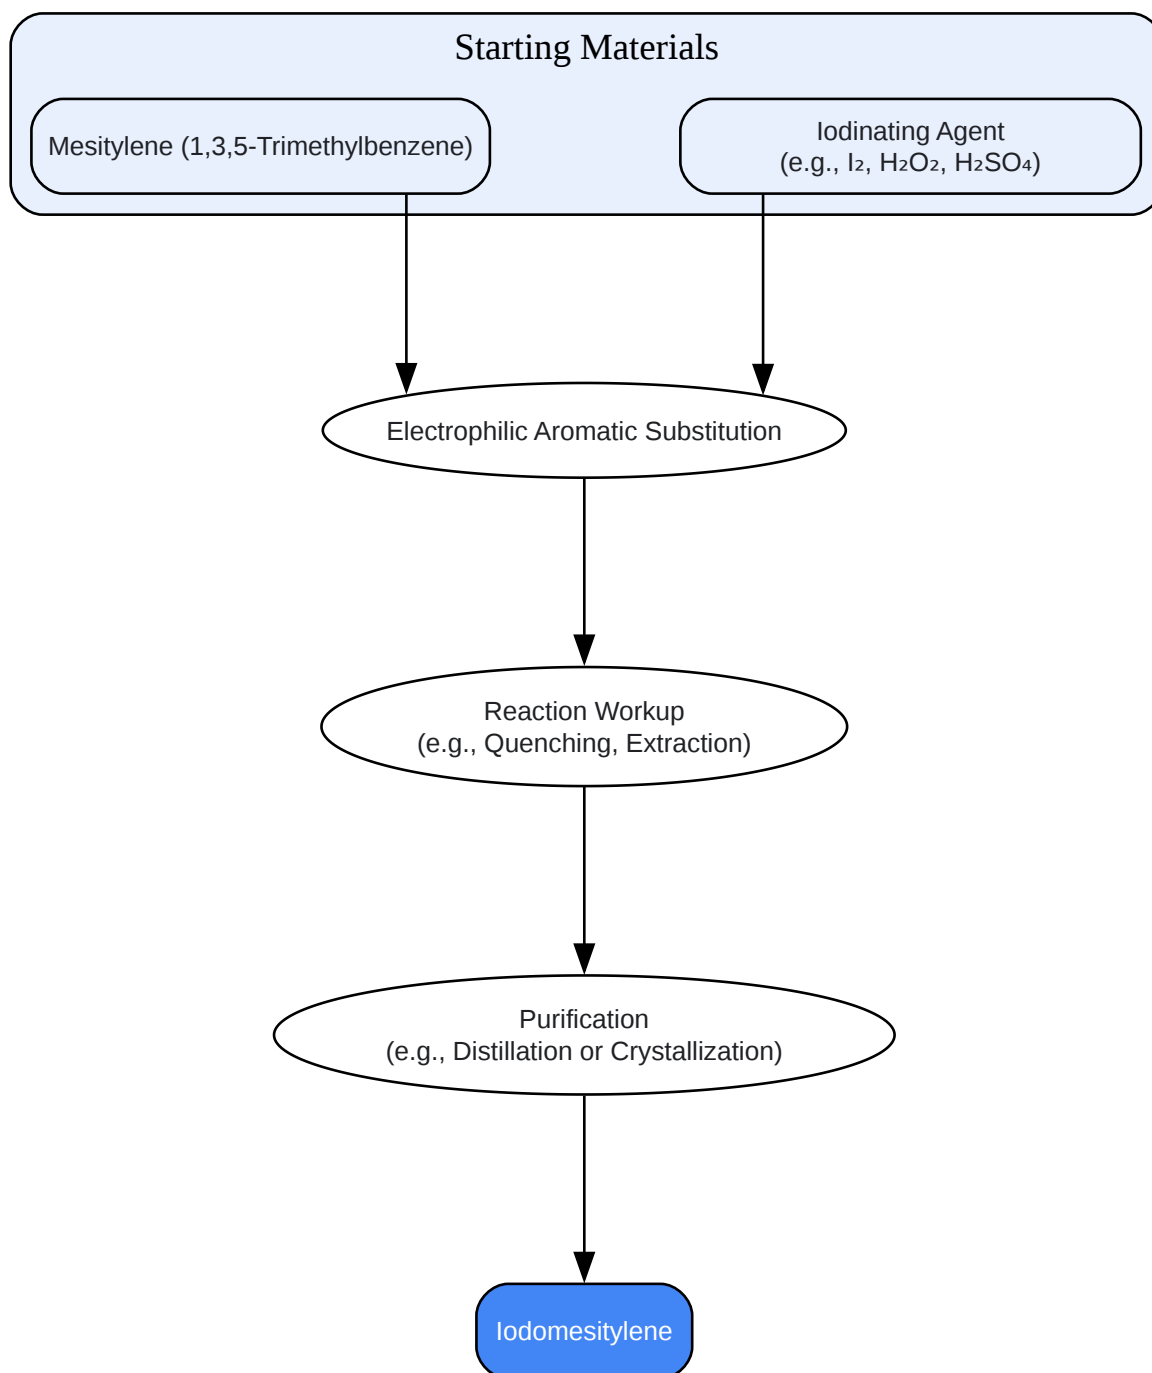 Starting Materials
Mesitylene (1,3,5-Trimethylbenzene)
Iodinating Agent
(e.g., I₂, H₂O₂, H₂SO₄)
Electrophilic Aromatic Substitution
Reaction Workup
(e.g., Quenching, Extraction)
Purification
(e.g., Distillation or Crystallization)
Iodomesitylene